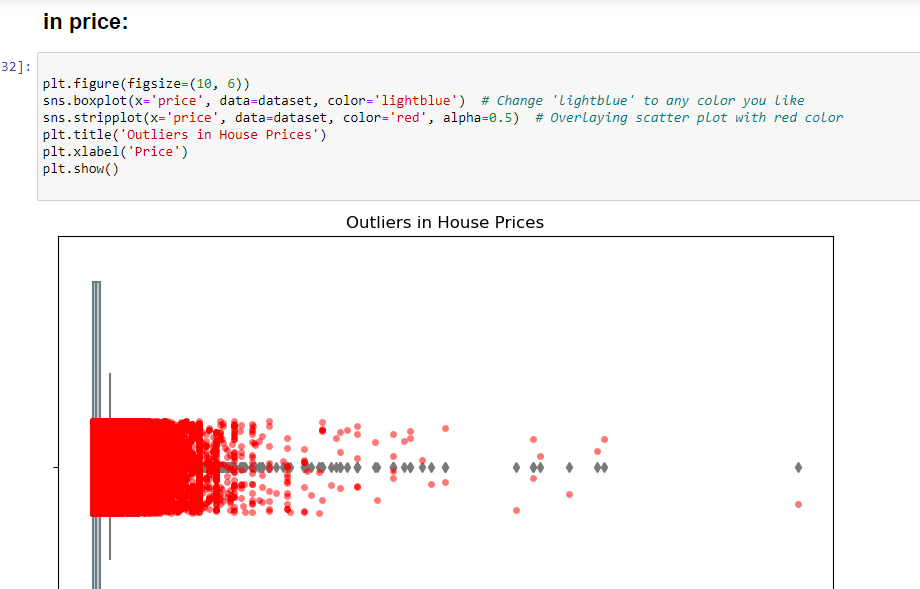 in price:
32]:
plt.figure(figsize=(10, 6))
sns.boxplot(x='price', data=dataset, color='lightblue')  # Change 'lightblue' to any color you like
sns.stripplot(x='price', data=dataset, color='red', alpha=0.5)  # Overlaying scatter plot with red color
plt.title('Outliers in House Prices')
plt.xlabel('Price')
plt.show()
Outliers in House Prices